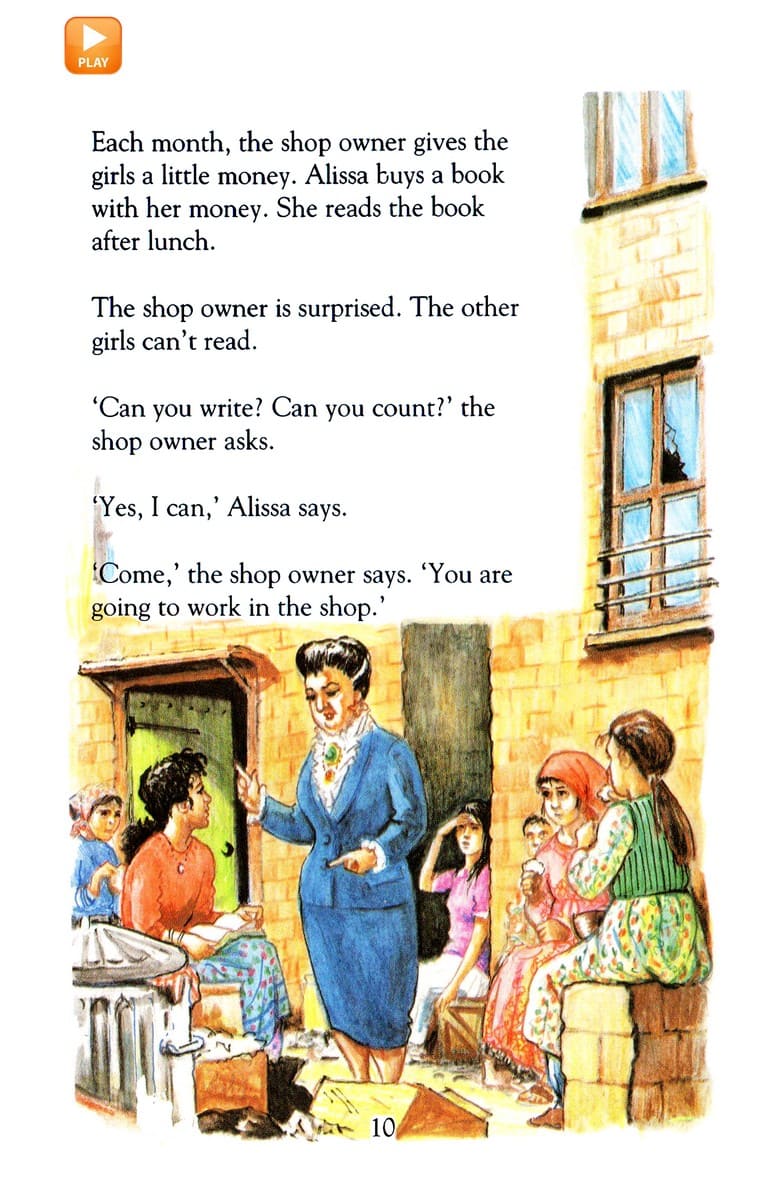 PLAY
Each month, the shop owner gives the
girls a little money. Alissa buys a book
with her money. She reads the book
after lunch.
The shop owner is surprised. The other
girls can’t read.
‘Can you write? Can you count?’ the
shop owner asks.
‘Yes, I can,’ Alissa says.
‘Come,’ the shop owner says. ‘You are
going to work in the shop.’
10